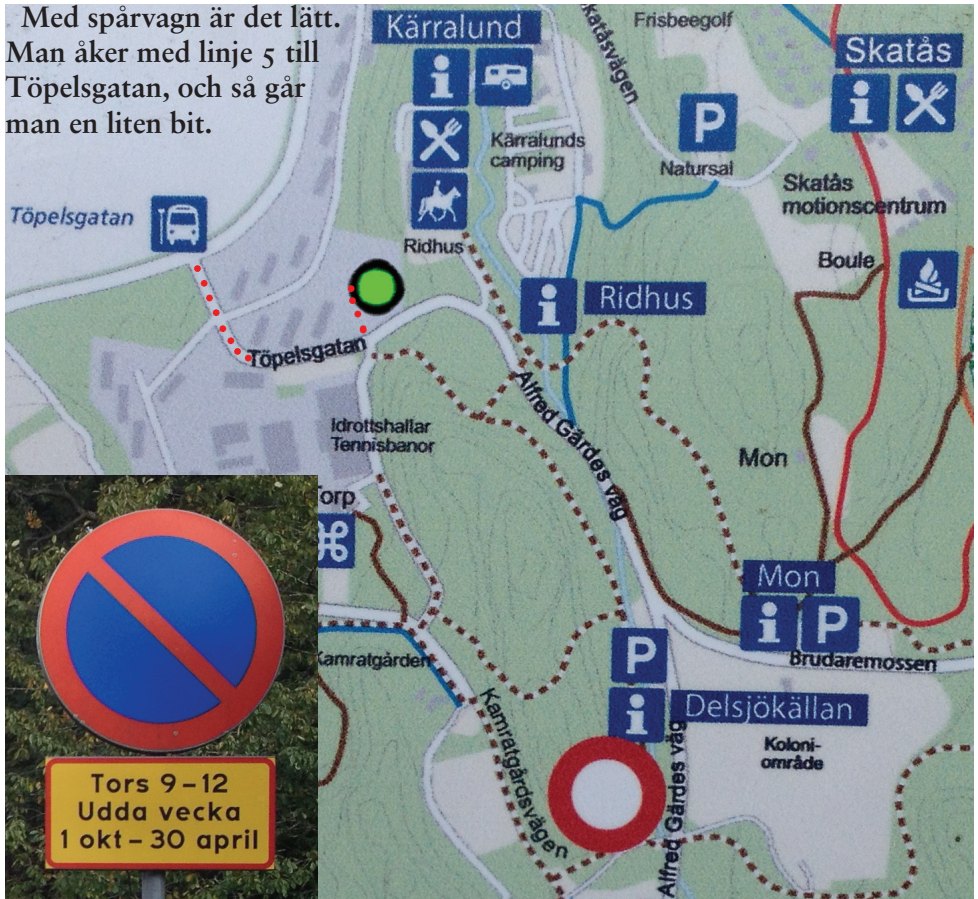 Med spårvagn är det lätt.
Man åker med linje 5 till
Töpelsgatan, och så går
man en liten bit.
Kärralund
i
Kärralunds
camping
Ridhus
katåsvägen
Frisbeegolf
P
Natursal
Skatås
i
Skatås
motionscentrum
Boule
Töpelsgatan
i
Ridhus
Töpelsgatan
Alfred Gärdes väg
Idrottshallar
Tennisbanor
Mon
orp
⌘
Mon
i P
Brudaremossen
Kamratgården
Kamratgårdsvägen
P
i
Delsjökällan
Koloni-
område
Alfred Gärdes väg
Tors 9–12
Udda vecka
1 okt – 30 april